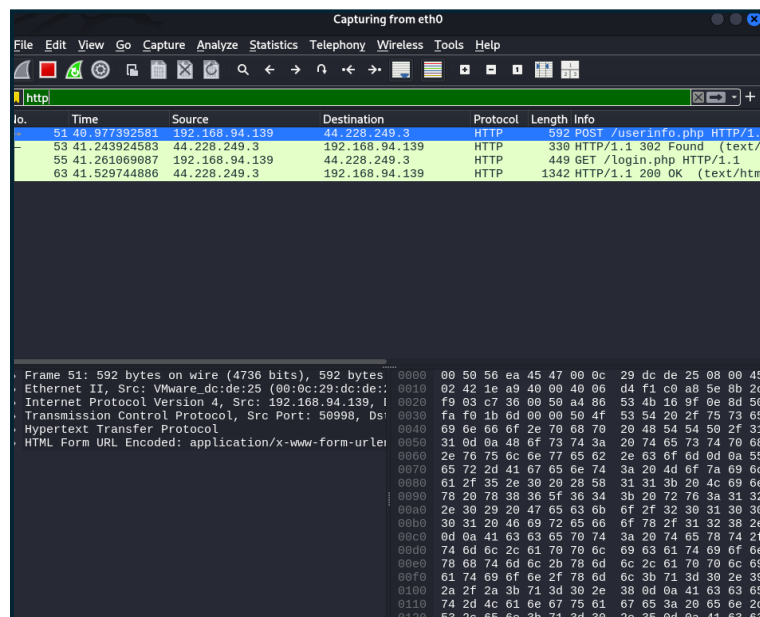 Capturing from eth0
File Edit View Go Capture Analyze Statistics Telephony Wireless Tools Help
http
No. Time Source Destination Protocol Length Info
51 40.977392581 192.168.94.139 44.228.249.3 HTTP 592 POST /userinfo.php HTTP/1.
53 41.243924583 44.228.249.3 192.168.94.139 HTTP 330 HTTP/1.1 302 Found (text/
55 41.261069087 192.168.94.139 44.228.249.3 HTTP 449 GET /login.php HTTP/1.1
63 41.529744886 44.228.249.3 192.168.94.139 HTTP 1342 HTTP/1.1 200 OK (text/htm
Frame 51: 592 bytes on wire (4736 bits), 592 bytes
Ethernet II, Src: VMware_dc:de:25 (00:0c:29:dc:de:2
Internet Protocol Version 4, Src: 192.168.94.139, D
Transmission Control Protocol, Src Port: 50998, Dst
Hypertext Transfer Protocol
HTML Form URL Encoded: application/x-www-form-urle
0000 00 50 56 ea 45 47 00 0c 29 dc de 25 08 00 45
0010 02 42 1e a9 40 00 40 06 d4 f1 c0 a8 5e 8b 2c
0020 f9 03 c7 36 00 50 a4 86 53 4b 16 9f 0e 8d 50
0030 fa f0 1b 6d 00 00 50 4f 53 54 20 2f 75 73 65
0040 69 6e 66 6f 2e 70 68 70 20 48 54 54 50 2f 31
0050 31 0d 0a 48 6f 73 74 3a 20 74 65 73 74 70 68
0060 2e 76 75 6c 6e 77 65 62 2e 63 6f 6d 0d 0a 55
0070 65 72 2d 41 67 65 6e 74 3a 20 4d 6f 7a 69 6c
0080 61 2f 35 2e 30 20 28 58 31 31 3b 20 4c 69 6e
0090 78 20 78 38 36 5f 36 34 3b 20 72 76 3a 31 32
00a0 2e 30 29 20 47 65 63 6b 6f 2f 32 30 31 30 30
00b0 30 31 20 46 69 72 65 66 6f 78 2f 31 32 38 2e
00c0 0d 0a 41 63 63 65 70 74 3a 20 74 65 78 74 2f
00d0 74 6d 6c 2c 61 70 70 6c 69 63 61 74 69 6f 6e
00e0 78 68 74 6d 6c 2b 78 6d 6c 2c 61 70 70 6c 69
00f0 61 74 69 6f 6e 2f 78 6d 6c 3b 71 3d 30 2e 39
0100 2a 2f 2a 3b 71 3d 30 2e 38 0d 0a 41 63 63 65
0110 74 2d 4c 61 6e 67 75 61 67 65 3a 20 65 6e 2d